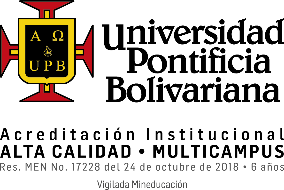 Α Ω
UPB
Universidad
Pontificia
Bolivariana
Acreditación Institucional
ALTA CALIDAD • MULTICAMPUS
Res. MEN No. 17228 del 24 de octubre de 2018 • 6 años
Vigilada Mineducación